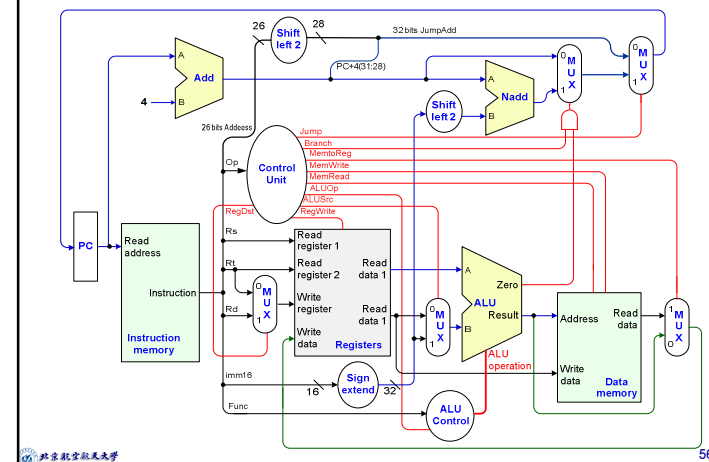 26
Shift
left 2
28
32bits JumpAdd
A
Add
B
4
PC+4(31:28)
0
M
U
X
1
0
M
U
X
1
A
Nadd
B
Shift
left 2
26bits Addeess
Jump
Branch
MemtoReg
MemWrite
MemRead
ALUOp
ALUSrc
RegWrite
RegDst
Op
Control
Unit
PC
Read
address
Instruction
Instruction
memory
Rs
Rt
Rd
0
M
U
X
1
Read
register 1
Read
register 2
Write
register
Write
data
Read
data 1
Read
data 1
Registers
0
M
U
X
1
A
Zero
ALU
Result
B
ALU
operation
Address
Read
data
Write
data
Data
memory
1
M
U
X
0
imm16
16
Sign
extend
32
Func
ALU
Control
北京航空航天大学
56